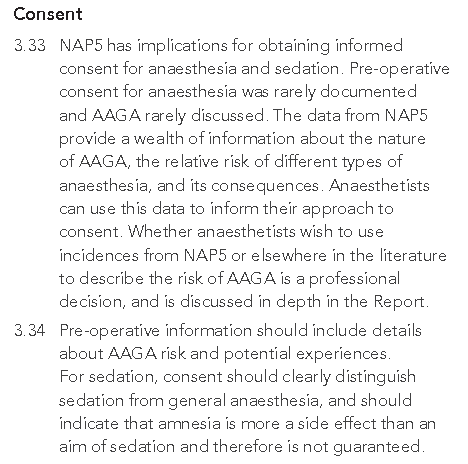 Consent
3.33 NAP5 has implications for obtaining informed
consent for anaesthesia and sedation. Pre-operative
consent for anaesthesia was rarely documented
and AAGA rarely discussed. The data from NAP5
provide a wealth of information about the nature
of AAGA, the relative risk of different types of
anaesthesia, and its consequences. Anaesthetists
can use this data to inform their approach to
consent. Whether anaesthetists wish to use
incidences from NAP5 or elsewhere in the literature
to describe the risk of AAGA is a professional
decision, and is discussed in depth in the Report.
3.34 Pre-operative information should include details
about AAGA risk and potential experiences.
For sedation, consent should clearly distinguish
sedation from general anaesthesia, and should
indicate that amnesia is more a side effect than an
aim of sedation and therefore is not guaranteed.